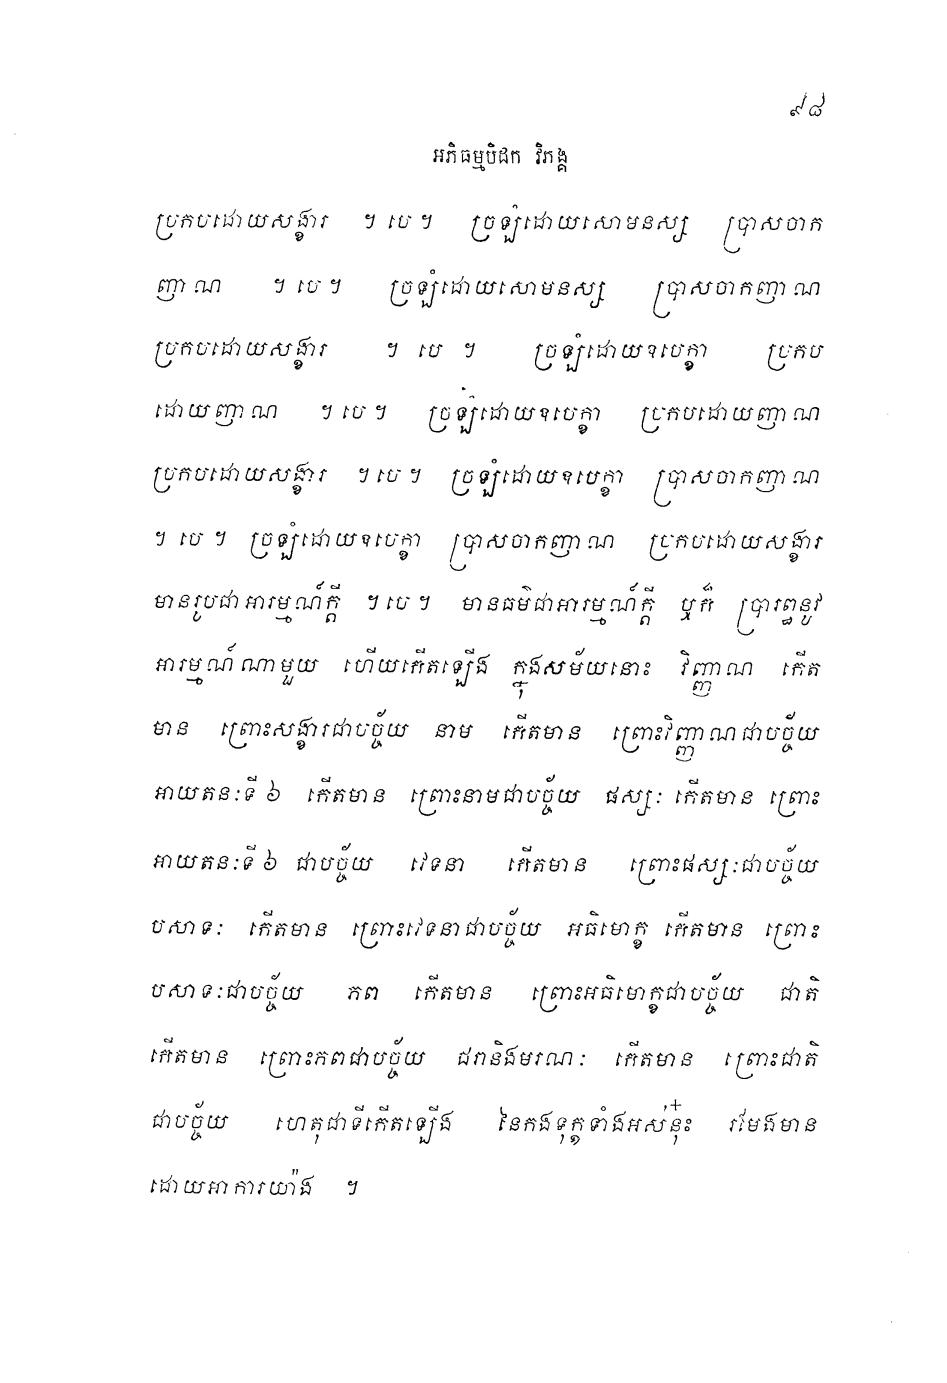 ៩៨
អភិធម្មបិដក វិភង្គ
ប្រកបដោយសង្ខារ ។ បេ ។ ច្រឡំដោយសោមនស្ស ប្រាសចាក
ញាណ ។ បេ ។ ច្រឡំដោយសោមនស្ស ប្រាសចាកញាណ
ប្រកបដោយសង្ខារ ។ បេ ។ ច្រឡំដោយឧបេក្ខា ប្រកប
ដោយញាណ ។ បេ ។ ច្រឡំដោយឧបេក្ខា ប្រកបដោយញាណ
ប្រកបដោយសង្ខារ ។ បេ ។ ច្រឡំដោយឧបេក្ខា ប្រាសចាកញាណ
។ បេ ។ ច្រឡំដោយឧបេក្ខា ប្រាសចាកញាណ ប្រកបដោយសង្ខារ
មានរូបជាអារម្មណ៍ក្តី ។ បេ ។ មានធម៌ជាអារម្មណ៍ក្តី ឬក៏ ប្រារព្ធនូវ
អារម្មណ៍ណាមួយ ហើយកើតឡើង ក្នុងសម័យនោះ វិញ្ញាណ កើត
មាន ព្រោះសង្ខារជាបច្ច័យ នាម កើតមាន ព្រោះវិញ្ញាណជាបច្ច័យ
អាយតនៈទី ៦ កើតមាន ព្រោះនាមជាបច្ច័យ ផស្សៈ កើតមាន ព្រោះ
អាយតនៈទី ៦ ជាបច្ច័យ វេទនា កើតមាន ព្រោះផស្សៈជាបច្ច័យ
បសាទៈ កើតមាន ព្រោះវេទនាជាបច្ច័យ អធិមោក្ខ កើតមាន ព្រោះ
បសាទៈជាបច្ច័យ ភព កើតមាន ព្រោះអធិមោក្ខជាបច្ច័យ ជាតិ
កើតមាន ព្រោះភពជាបច្ច័យ ជរានិងមរណៈ កើតមាន ព្រោះជាតិ
ជាបច្ច័យ ហេតុជាទីកើតឡើង នៃកងទុក្ខទាំងអស់នុ៎ះ រមែងមាន
ដោយអាការយ៉ាង ។